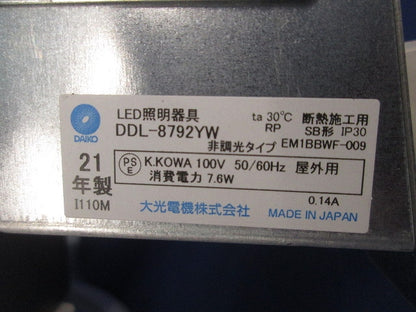 DAIKO
LED照明器具
DDL-8792YW
ta 30℃ 断熱施工用
RP SB形 IP30
非調光タイプ EM1BBWF-009
21
年製
I110M
PS
E
K.KOWA 100V 50/60Hz 屋外用
消費電力 7.6W
0.14A
大光電機株式会社
MADE IN JAPAN